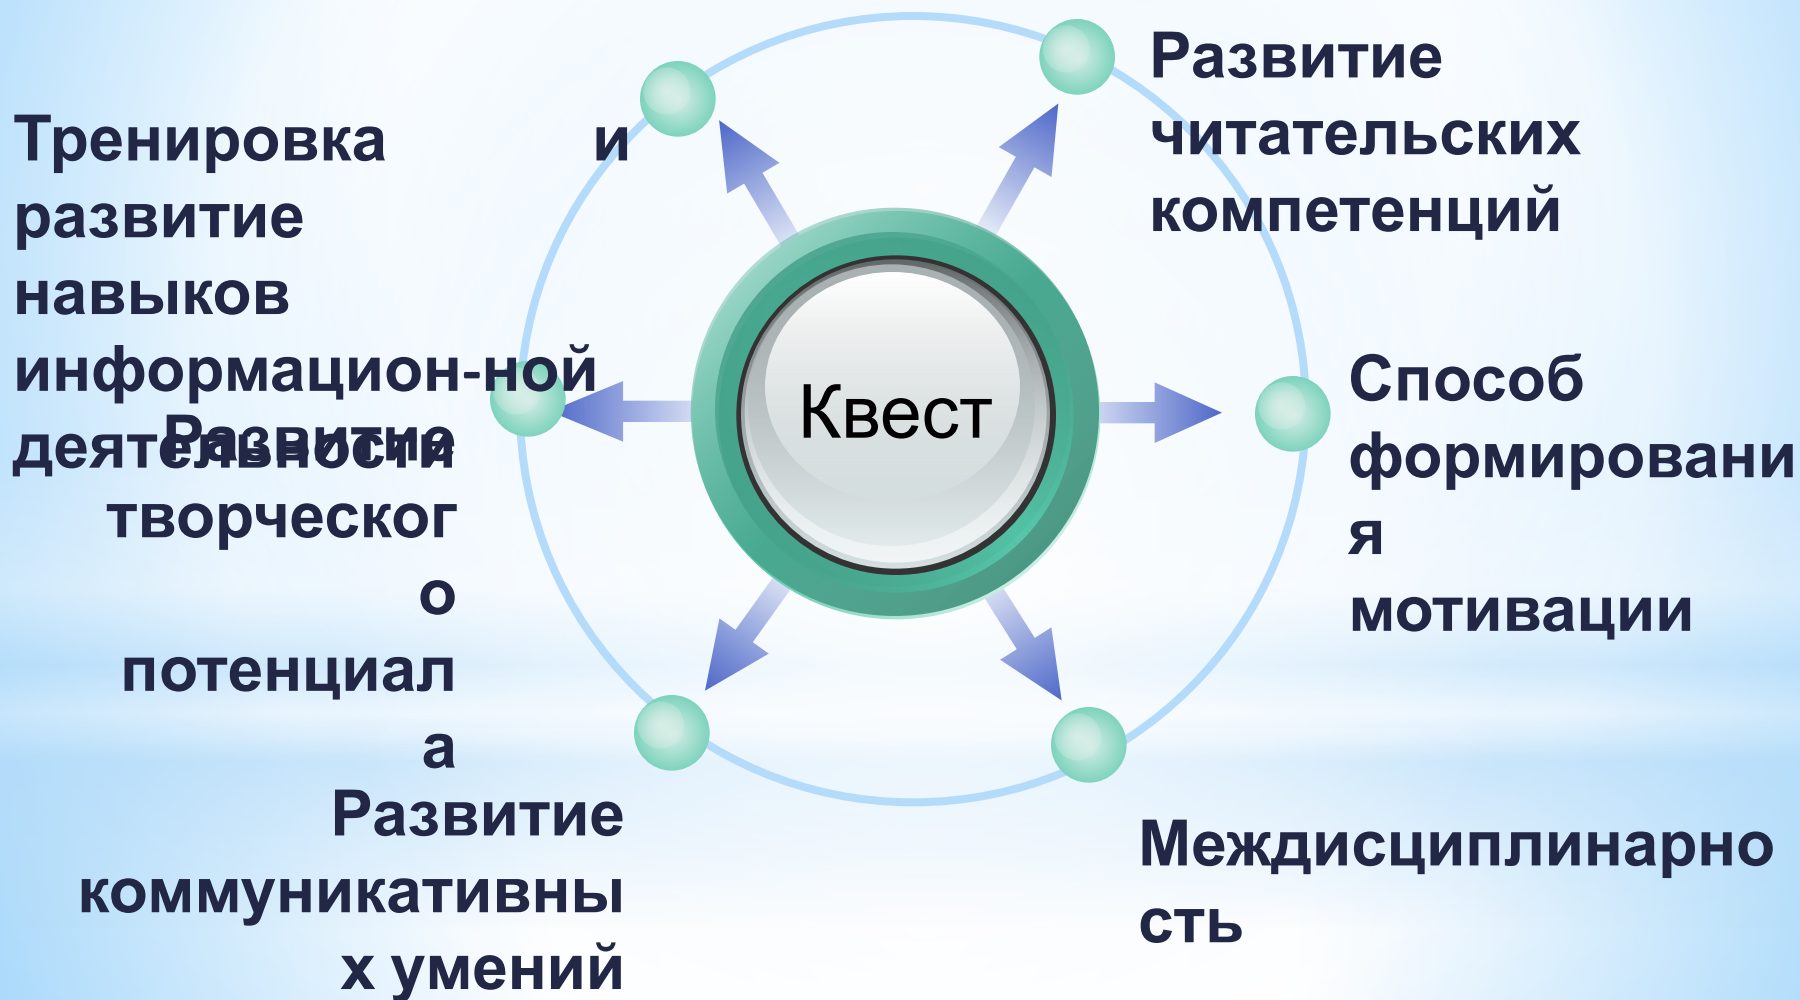 Тренировка и
развитие
навыков
информацион-ной
деятельности
Развитие
творческог
о
потенциал
а
Развитие
коммуникативны
х умений
Квест
Развитие
читательских
компетенций
Способ
формировани
я
мотивации
Междисциплинарно
сть